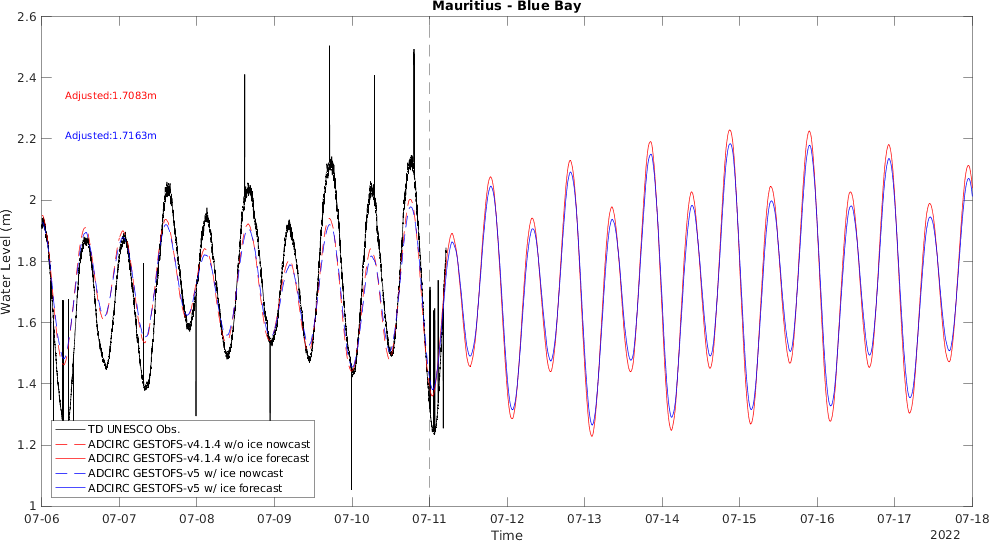 Mauritius - Blue Bay
2.6
2.4
2.2
2
1.8
1.6
1.4
1.2
1
Water Level (m)
Adjusted:1.7083m
Adjusted:1.7163m
TD UNESCO Obs.
ADCIRC GESTOFS-v4.1.4 w/o ice nowcast
ADCIRC GESTOFS-v4.1.4 w/o ice forecast
ADCIRC GESTOFS-v5 w/ ice nowcast
ADCIRC GESTOFS-v5 w/ ice forecast
07-06 07-07 07-08 07-09 07-10 07-11 07-12 07-13 07-14 07-15 07-16 07-17 07-18
Time
2022